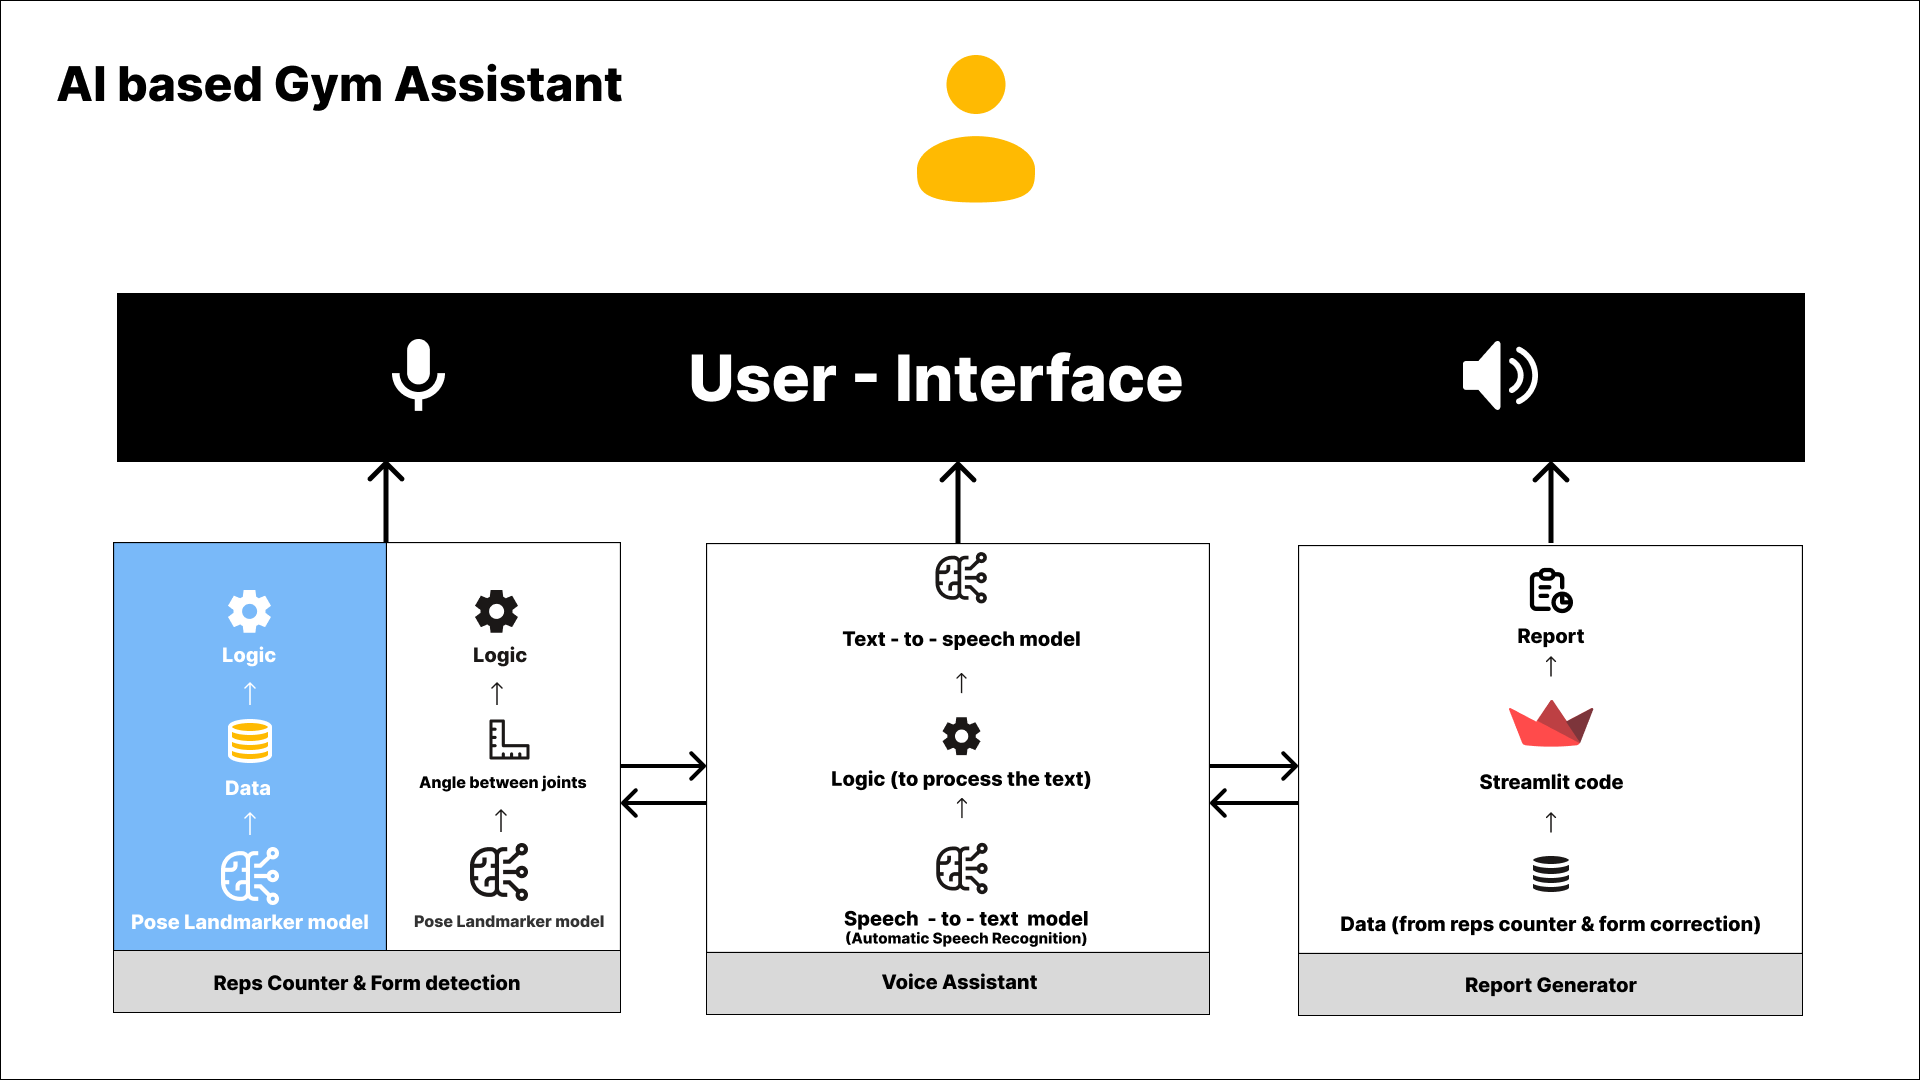 AI based Gym Assistant
User - Interface
Logic
Data
Pose Landmarker model
Logic
Angle between joints
Pose Landmarker model
Reps Counter & Form detection
Text - to - speech model
Logic (to process the text)
Speech - to - text model
(Automatic Speech Recognition)
Voice Assistant
Report
Streamlit code
Data (from reps counter & form correction)
Report Generator